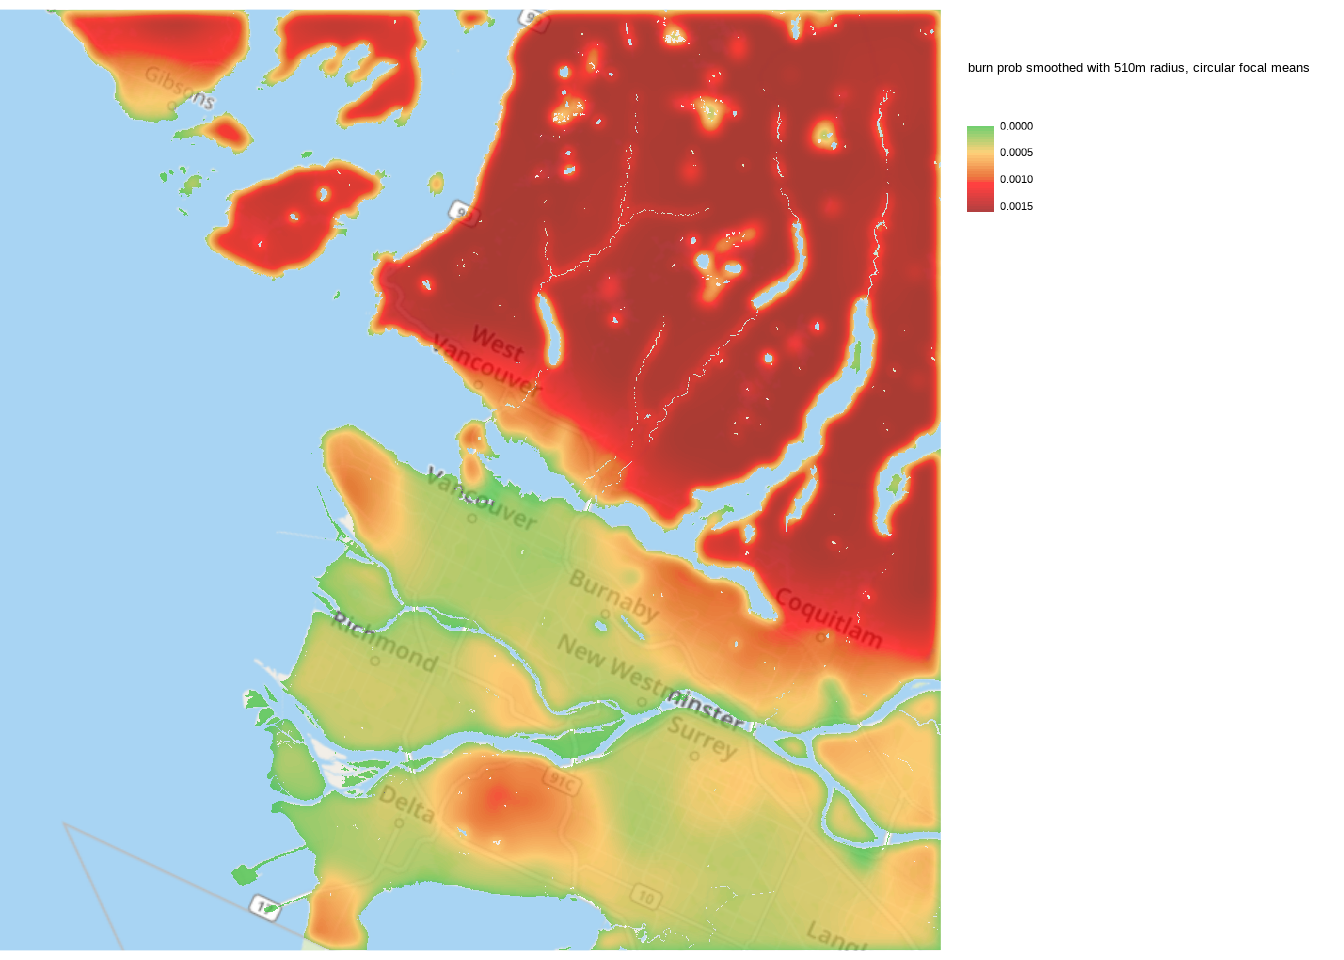 99
burn prob smoothed with 510m radius, circular focal means
Gibsons
0.0000
0.0005
0.0010
0.0015
99
West
Vancouver
Vancouver
Burnaby
Coquitlam
Richmond
New Westminster
Surrey
91C
Delta
10
17
Langl